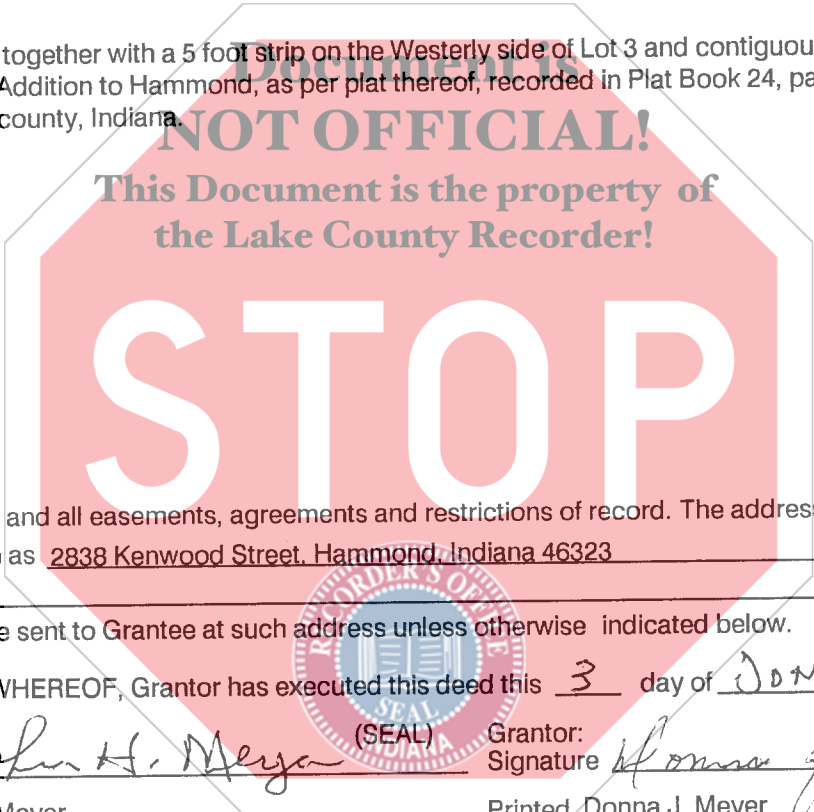 together with a 5 foot strip on the Westerly side of Lot 3 and contiguou
Document is
Addition to Hammond, as per plat thereof, recorded in Plat Book 24, pa
county, Indiana.
NOT OFFICIAL!
This Document is the property of
the Lake County Recorder!
STOP
and all easements, agreements and restrictions of record. The addres
as 2838 Kenwood Street, Hammond, Indiana 46323
RECORDER'S OFFICE
e sent to Grantee at such address unless otherwise indicated below.
WHEREOF, Grantor has executed this deed this 3 day of
SEAL
INDIANA
H. Meyer (SEAL) Grantor:
Signature Donna
Meyer Printed Donna J. Meyer